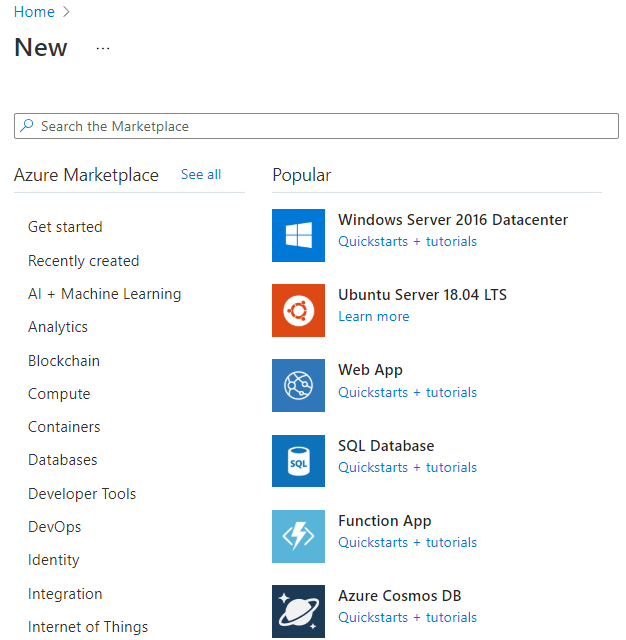 Home >
New ...
Search the Marketplace
Azure Marketplace See all
Get started
Recently created
AI + Machine Learning
Analytics
Blockchain
Compute
Containers
Databases
Developer Tools
DevOps
Identity
Integration
Internet of Things
Popular
Windows Server 2016 Datacenter
Quickstarts + tutorials
Ubuntu Server 18.04 LTS
Learn more
Web App
Quickstarts + tutorials
SQL
SQL Database
Quickstarts + tutorials
Function App
Quickstarts + tutorials
Azure Cosmos DB
Quickstarts + tutorials